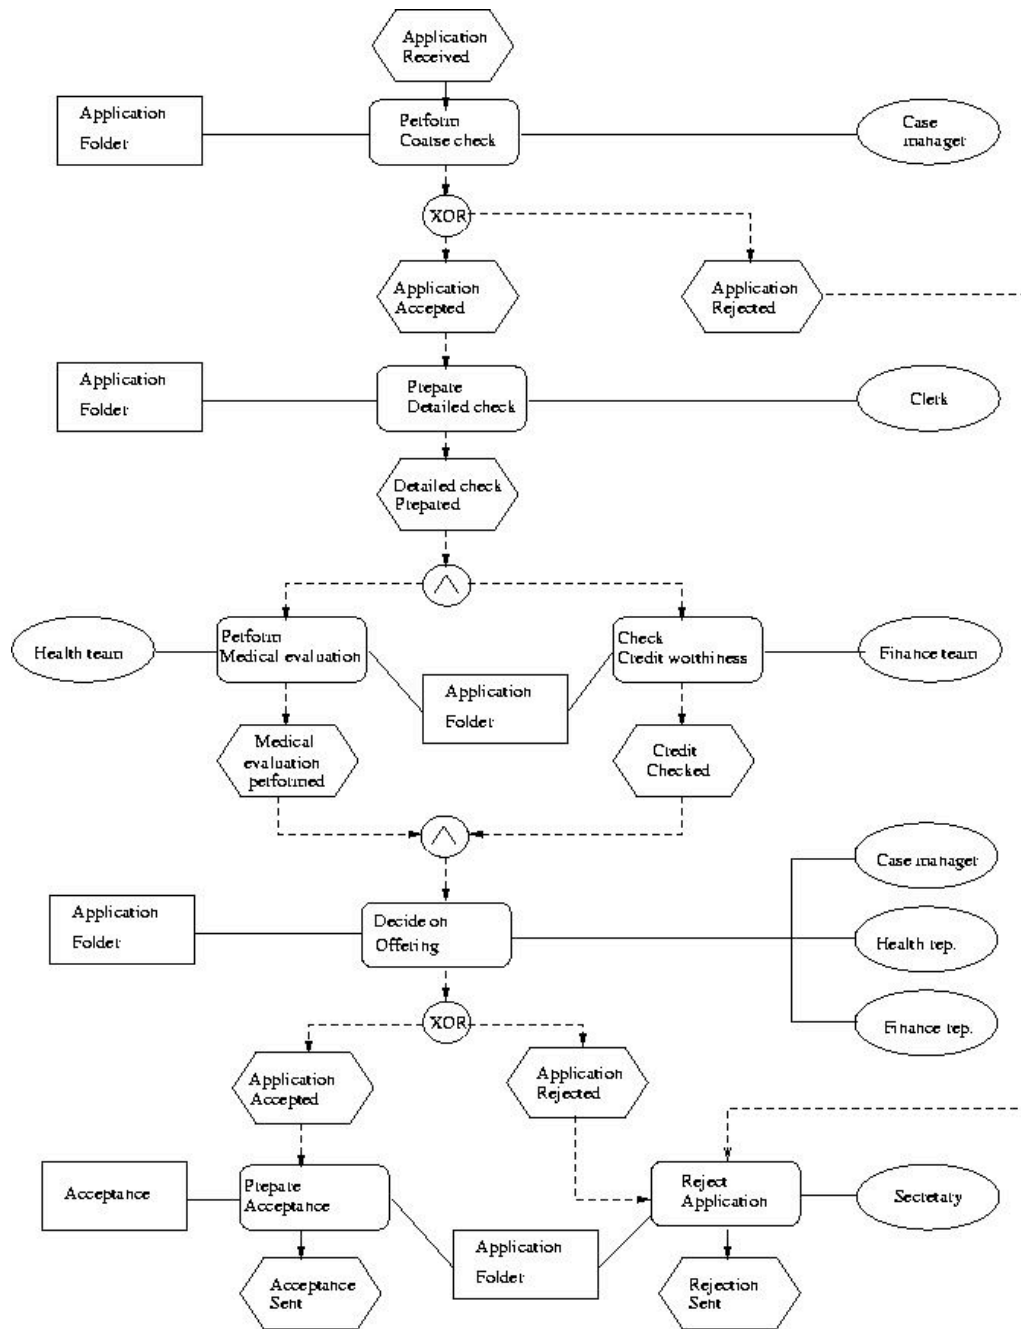 Application
Received
Application
Folder
Perform
Coarse check
Case
manager
XOR
Application
Accepted
Application
Rejected
Application
Folder
Prepare
Detailed check
Clerk
Detailed check
Prepared
Health team
Perform
Medical evaluation
Application
Folder
Check
Credit worthiness
Finance team
Medical
evaluation
performed
Credit
Checked
Application
Folder
Decide on
Offering
Case manager
Health rep.
Finance rep.
XOR
Application
Accepted
Application
Rejected
Acceptance
Prepare
Acceptance
Application
Folder
Reject
Application
Secretary
Acceptance
Sent
Rejection
Sent